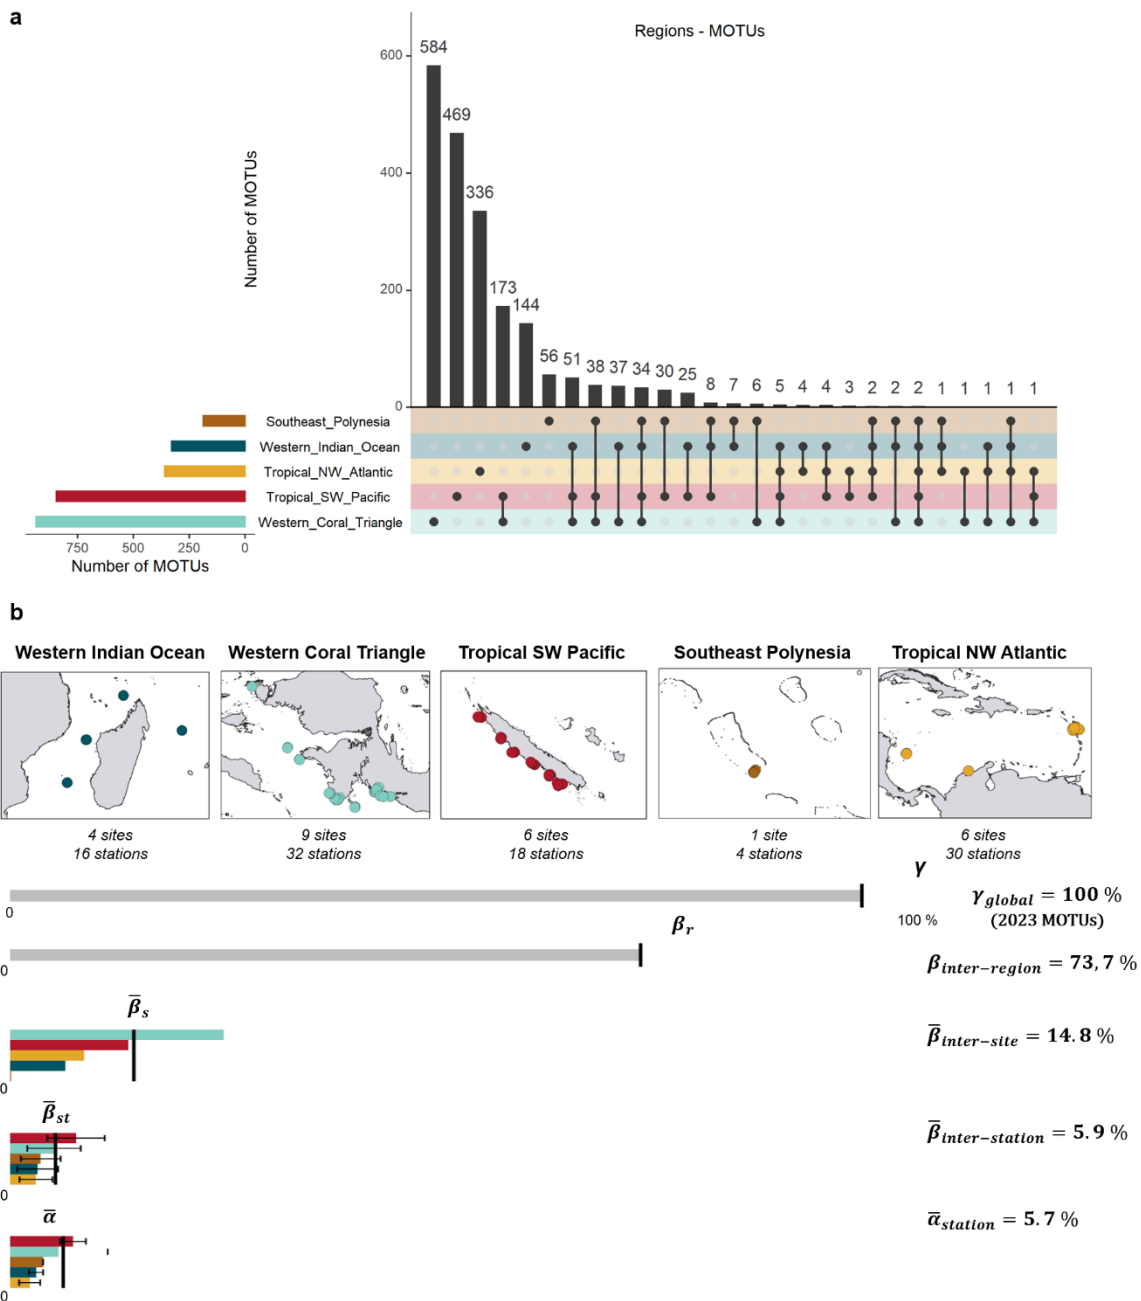 a
Regions - MOTUs
Number of MOTUs
600
400
200
0
584
469
336
173
144
56
51
38
37
34
30
25
8
7
6
5
4
4
3
2
2
2
1
1
1
1
1
Southeast_Polynesia
Western_Indian_Ocean
Tropical_NW_Atlantic
Tropical_SW_Pacific
Western_Coral_Triangle
750 500 250 0
Number of MOTUs
b
Western Indian Ocean
4 sites
16 stations
Western Coral Triangle
9 sites
32 stations
Tropical SW Pacific
6 sites
18 stations
Southeast Polynesia
1 site
4 stations
Tropical NW Atlantic
6 sites
30 stations
γ
0
100 %
γglobal = 100 %
(2023 MOTUs)
βr
0
βinter−region = 73,7 %
β̅s
0
β̅inter−site = 14.8 %
β̅st
0
β̅inter−station = 5.9 %
α̅
0
α̅station = 5.7 %